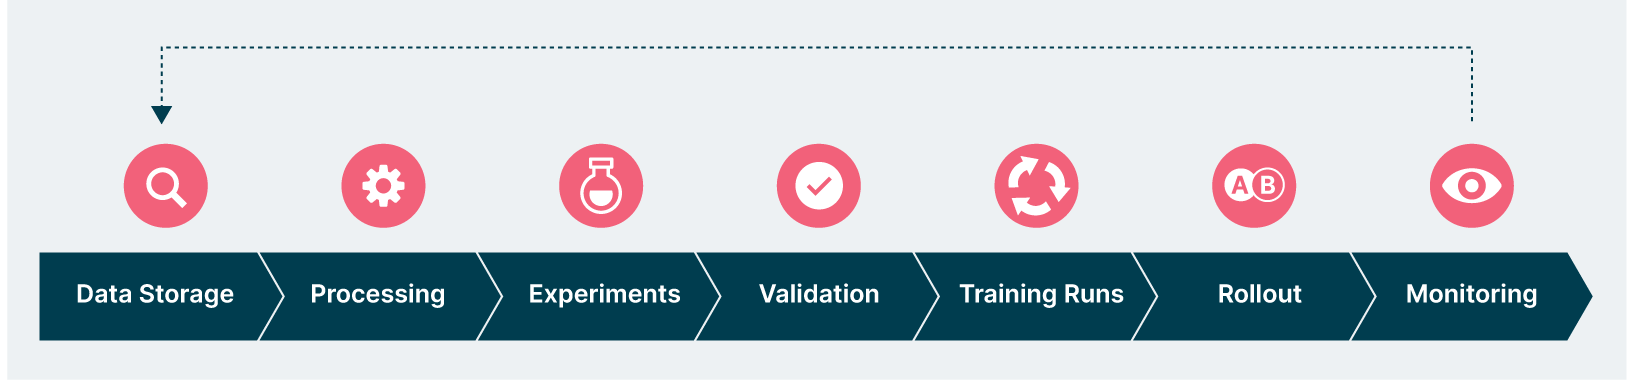 A B
Data Storage
Processing
Experiments
Validation
Training Runs
Rollout
Monitoring